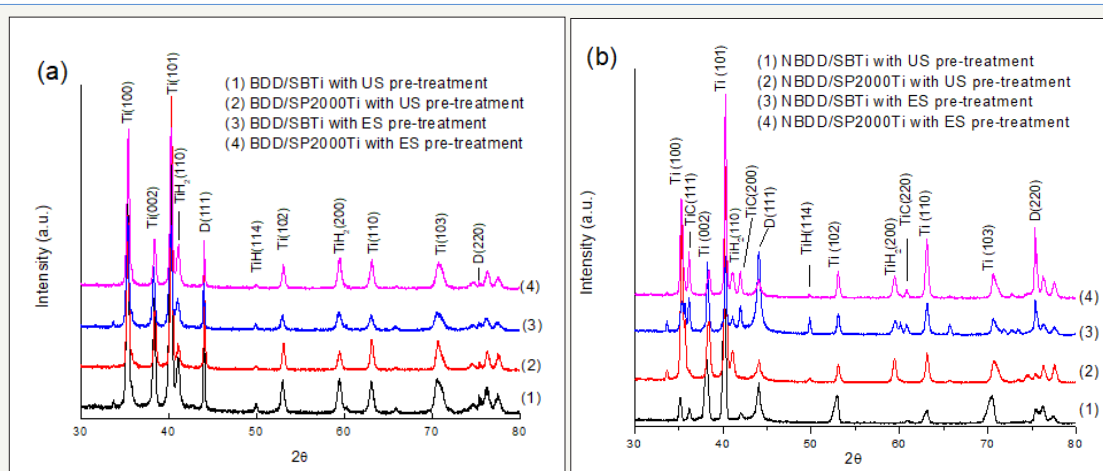 (a)
(1) BDD/SBTi with US pre-treatment
(2) BDD/SP2000Ti with US pre-treatment
(3) BDD/SBTi with ES pre-treatment
(4) BDD/SP2000Ti with ES pre-treatment
Ti(100)
Ti(002)
Ti(101)
TiH₂(110)
D(111)
TiH(114)
Ti(102)
TiH₂(200)
Ti(110)
Ti(103)
D(220)
(4)
(3)
(2)
(1)
Intensity (a.u.)
30 40 50 60 70 80
2θ
(b)
(1) NBDD/SBTi with US pre-treatment
(2) NBDD/SP2000Ti with US pre-treatment
(3) NBDD/SBTi with ES pre-treatment
(4) NBDD/SP2000Ti with ES pre-treatment
Ti (100)
TiC(111)
Ti (002)
Ti (101)
TiH₂(110)
TiC(200)
D(111)
TiH(114)
Ti (102)
TiH₂(200)
TiC(220)
Ti (110)
Ti (103)
D(220)
(4)
(3)
(2)
(1)
Intensity (a.u.)
30 40 50 60 70 80
2θ